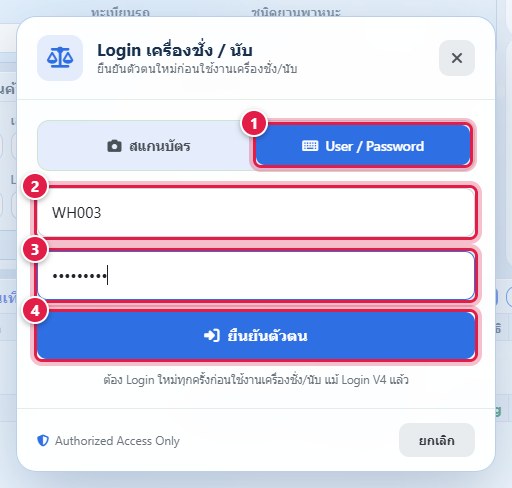 ทะเบียนรถ ชนิดยานพาหนะ
Login เครื่องชั่ง / นับ
ยืนยันตัวตนใหม่ก่อนใช้งานเครื่องชั่ง/นับ
1
สแกนบัตร User / Password
2
WH003
3
•••••••••
4
ยืนยันตัวตน
ต้อง Login ใหม่ทุกครั้งก่อนใช้งานเครื่องชั่ง/นับ แม้ Login V4 แล้ว
Authorized Access Only ยกเลิก